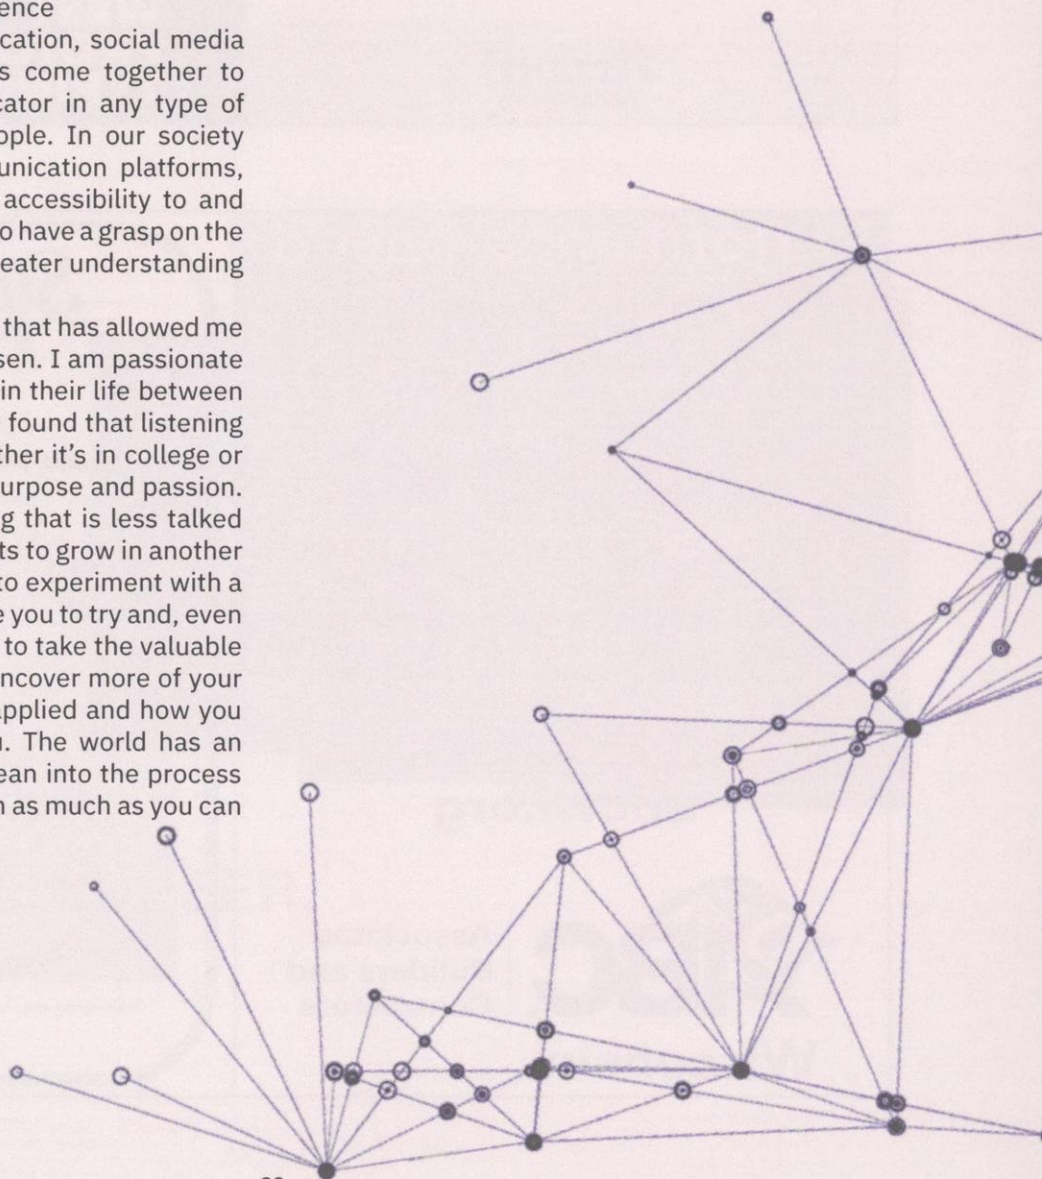 ence
cation, social media
s come together to
cator in any type of
ople. In our society
unication platforms,
accessibility to and
o have a grasp on the
eater understanding
that has allowed me
sen. I am passionate
in their life between
found that listening
ther it's in college or
urpose and passion.
g that is less talked
ts to grow in another
to experiment with a
e you to try and, even
to take the valuable
ncover more of your
applied and how you
u. The world has an
ean into the process
n as much as you can